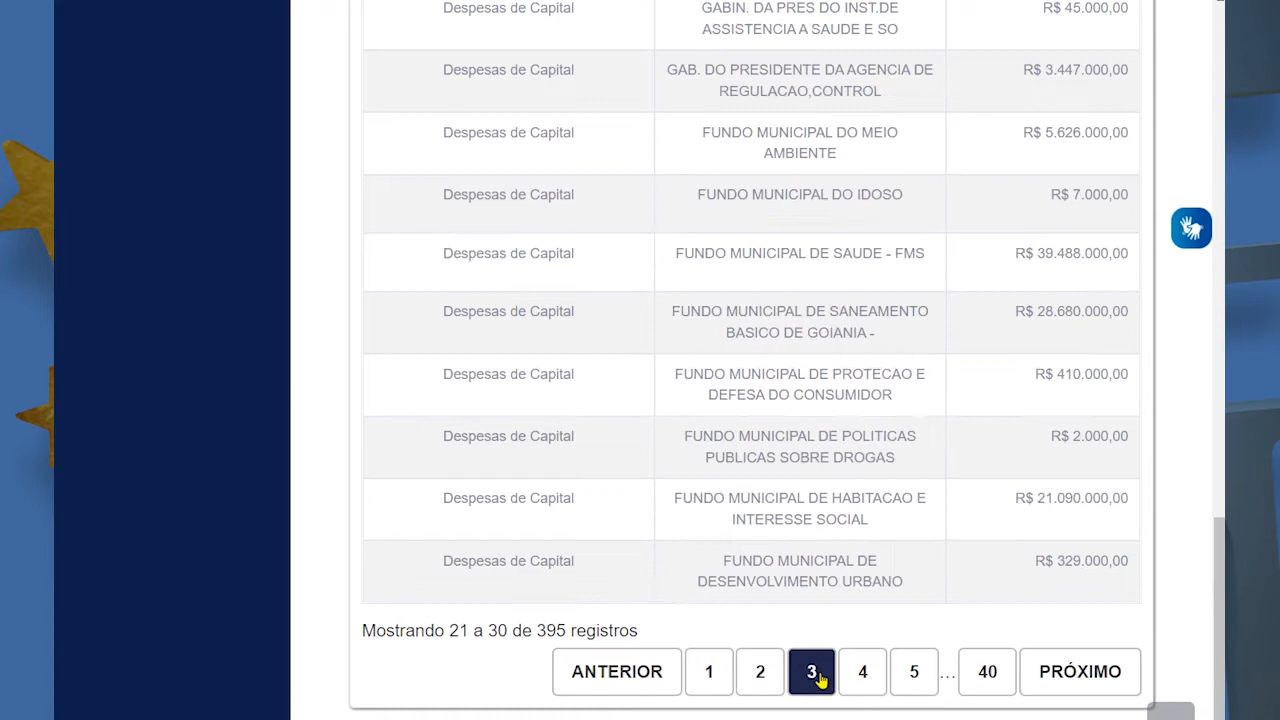 Despesas de Capital
GABIN. DA PRES DO INST.DE
ASSISTENCIA A SAUDE E SO
R$ 45.000,00
Despesas de Capital
GAB. DO PRESIDENTE DA AGENCIA DE
REGULACAO,CONTROL
R$ 3.447.000,00
Despesas de Capital
FUNDO MUNICIPAL DO MEIO
AMBIENTE
R$ 5.626.000,00
Despesas de Capital
FUNDO MUNICIPAL DO IDOSO
R$ 7.000,00
Despesas de Capital
FUNDO MUNICIPAL DE SAUDE - FMS
R$ 39.488.000,00
Despesas de Capital
FUNDO MUNICIPAL DE SANEAMENTO
BASICO DE GOIANIA -
R$ 28.680.000,00
Despesas de Capital
FUNDO MUNICIPAL DE PROTECAO E
DEFESA DO CONSUMIDOR
R$ 410.000,00
Despesas de Capital
FUNDO MUNICIPAL DE POLITICAS
PUBLICAS SOBRE DROGAS
R$ 2.000,00
Despesas de Capital
FUNDO MUNICIPAL DE HABITACAO E
INTERESSE SOCIAL
R$ 21.090.000,00
Despesas de Capital
FUNDO MUNICIPAL DE
DESENVOLVIMENTO URBANO
R$ 329.000,00
Mostrando 21 a 30 de 395 registros
ANTERIOR 1 2 3 4 5 ... 40 PRÓXIMO